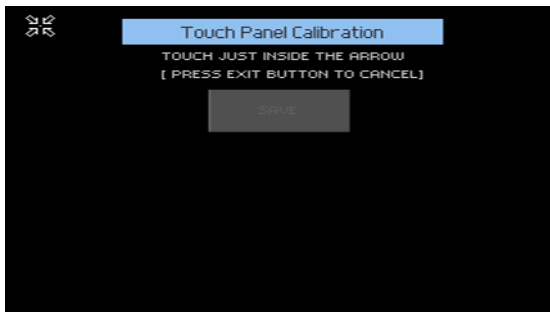 Touch Panel Calibration
TOUCH JUST INSIDE THE ARROW
[ PRESS EXIT BUTTON TO CANCEL]
SAVE